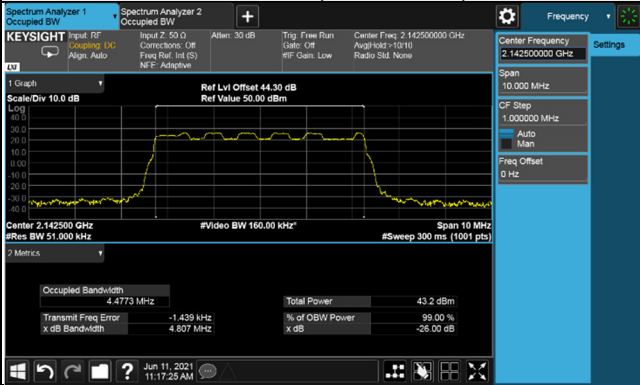 Spectrum Analyzer 1
Occupied BW
Spectrum Analyzer 2
Occupied BW
Frequency
KEYSIGHT
LXI
Input: RF
Coupling: DC
Align: Auto
Input Z: 50 Ω
Corrections: Off
Freq Ref: Int (S)
NFE: Adaptive
Atten: 30 dB
Trig: Free Run
Gate: Off
#IF Gain: Low
Center Freq: 2.142500000 GHz
Avg|Hold:>10/10
Radio Std: None
Center Frequency
2.142500000 GHz
Settings
Span
10.000 MHz
CF Step
1.000000 MHz
Auto
Man
Freq Offset
0 Hz
1 Graph
Scale/Div 10.0 dB
Ref Lvl Offset 44.30 dB
Ref Value 50.00 dBm
Log
40.0
30.0
20.0
10.0
0.00
-10.0
-20.0
-30.0
-40.0
Center 2.142500 GHz
#Res BW 51.000 kHz
#Video BW 160.00 kHz*
Span 10 MHz
#Sweep 300 ms (1001 pts)
2 Metrics
Occupied Bandwidth
4.4773 MHz
Total Power 43.2 dBm
Transmit Freq Error -1.439 kHz
% of OBW Power 99.00 %
x dB Bandwidth 4.807 MHz
x dB -26.00 dB
?
Jun 11, 2021
11:17:25 AM